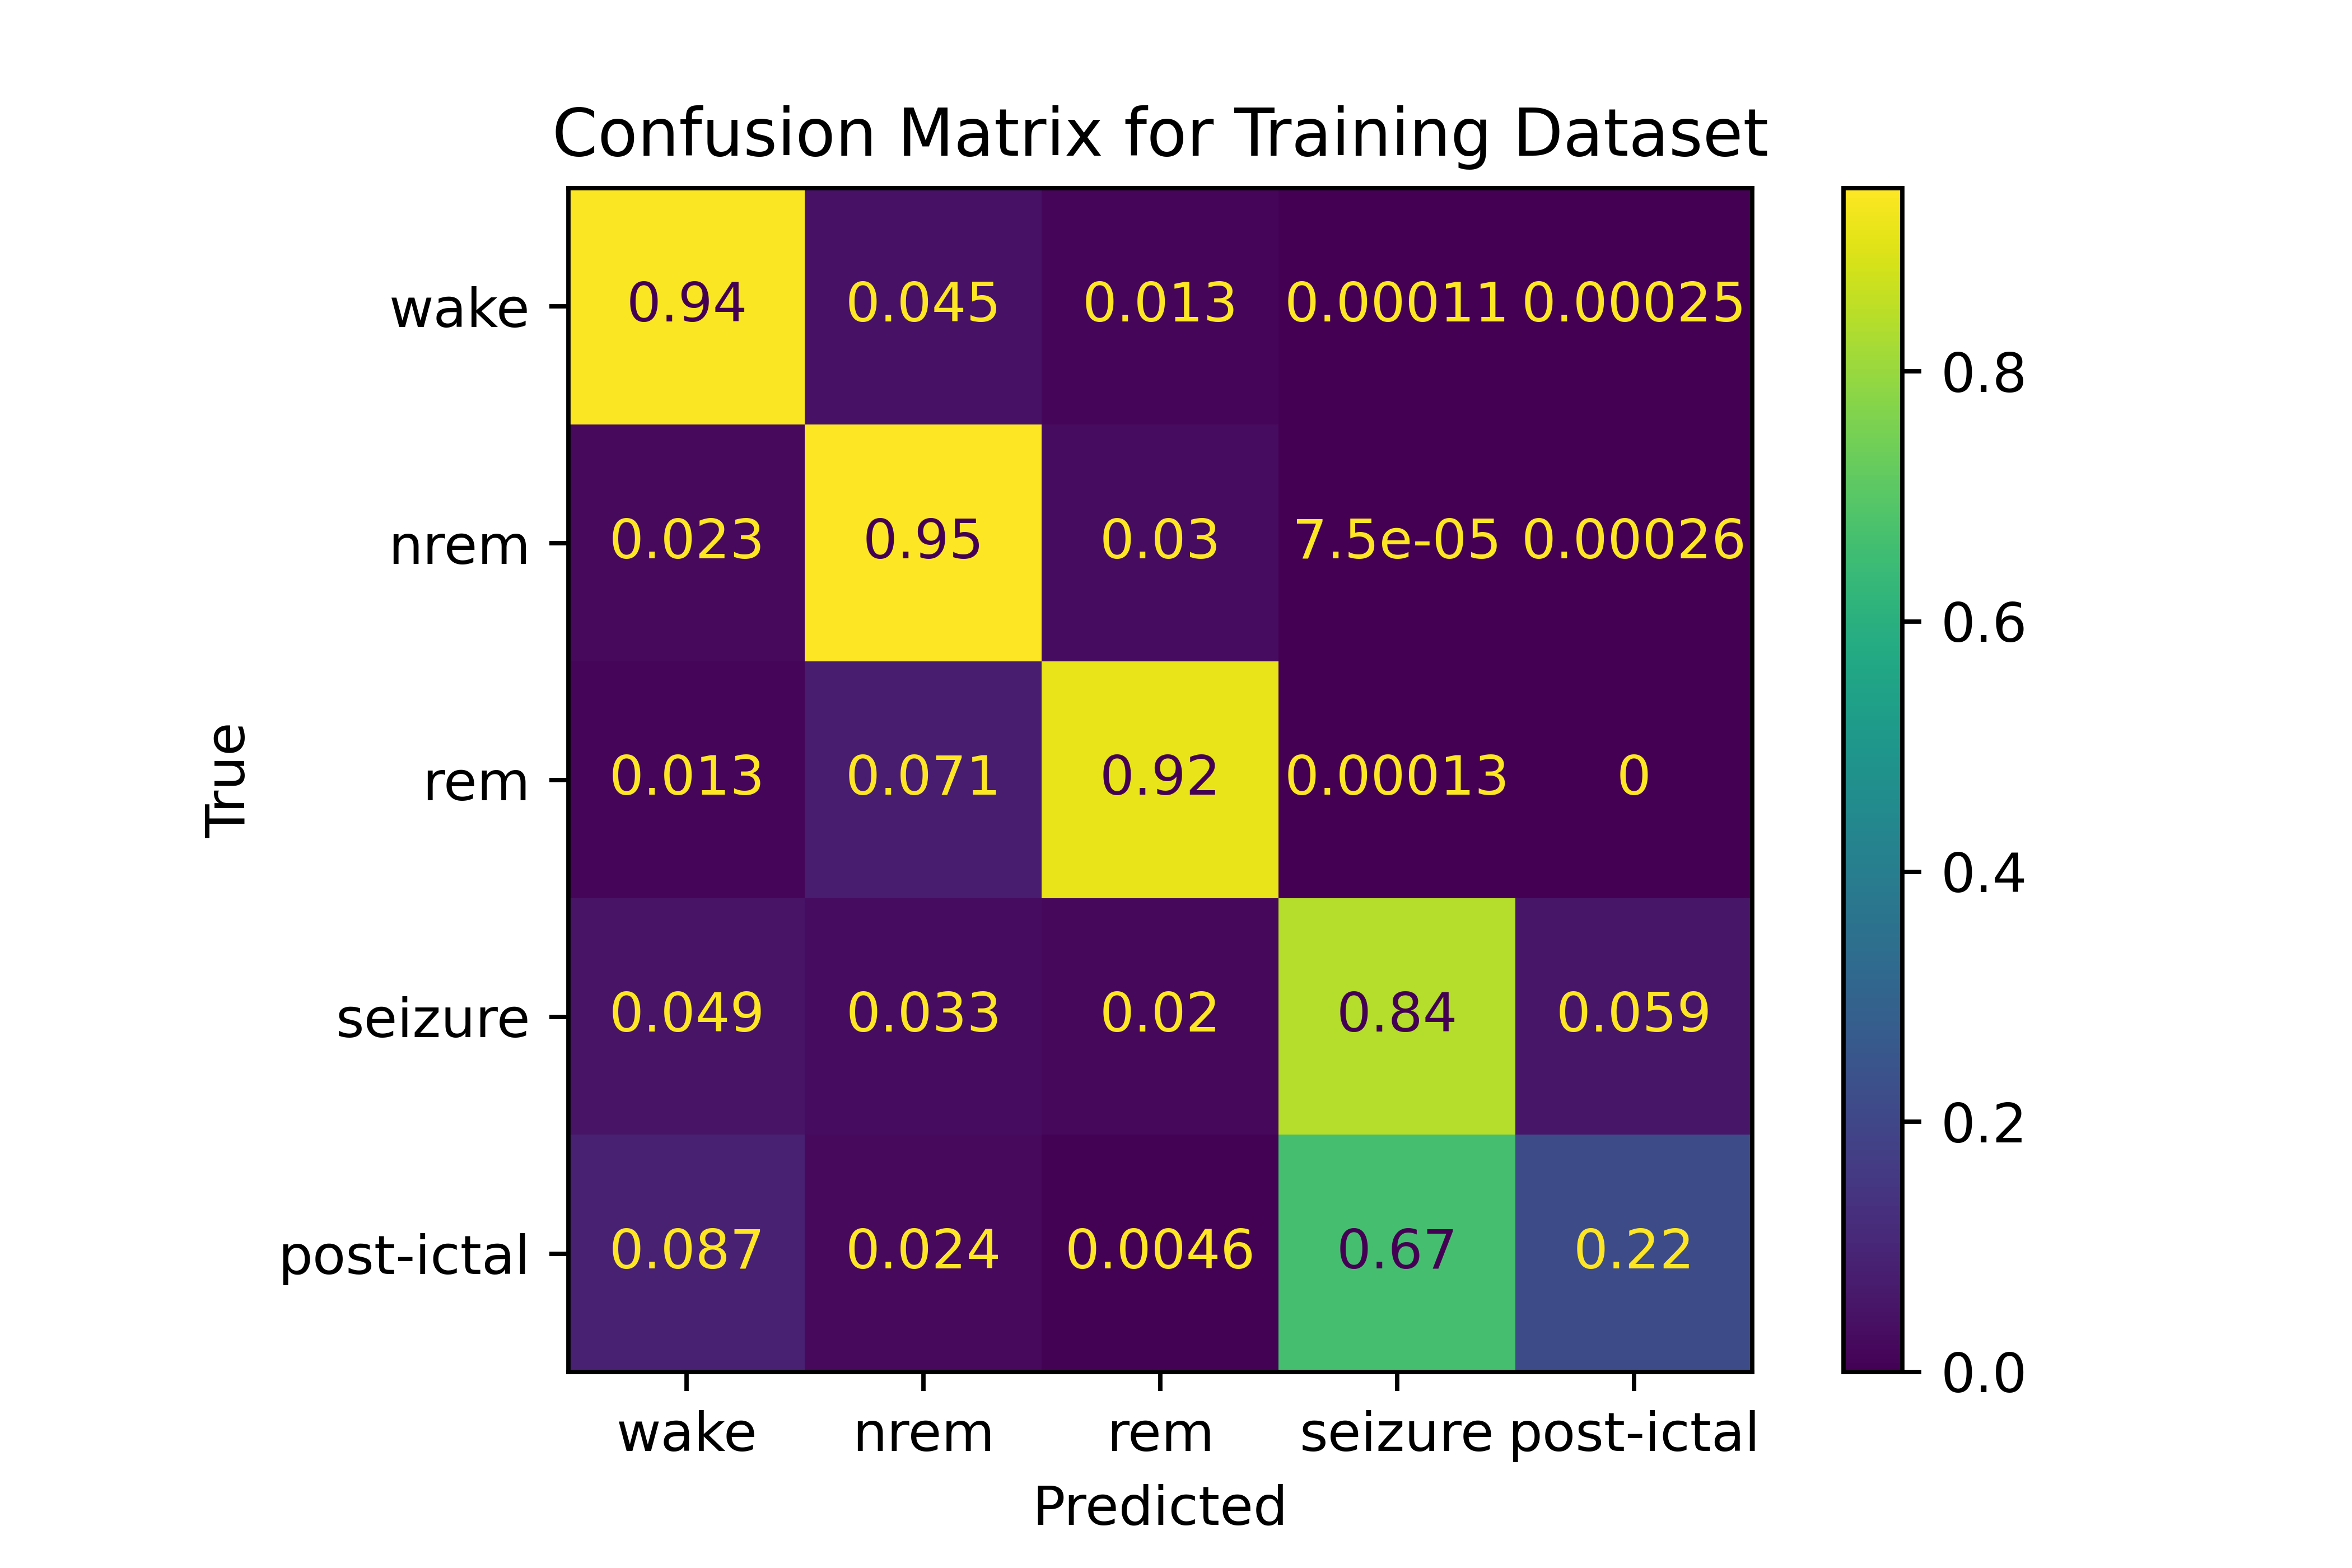 Confusion Matrix for Training Dataset
wake 0.94 0.045 0.013 0.00011 0.00025
0.8
nrem 0.023 0.95 0.03 7.5e-05 0.00026
0.6
True
rem 0.013 0.071 0.92 0.00013 0
0.4
seizure 0.049 0.033 0.02 0.84 0.059
0.2
post-ictal 0.087 0.024 0.0046 0.67 0.22
0.0
wake nrem rem seizure post-ictal
Predicted